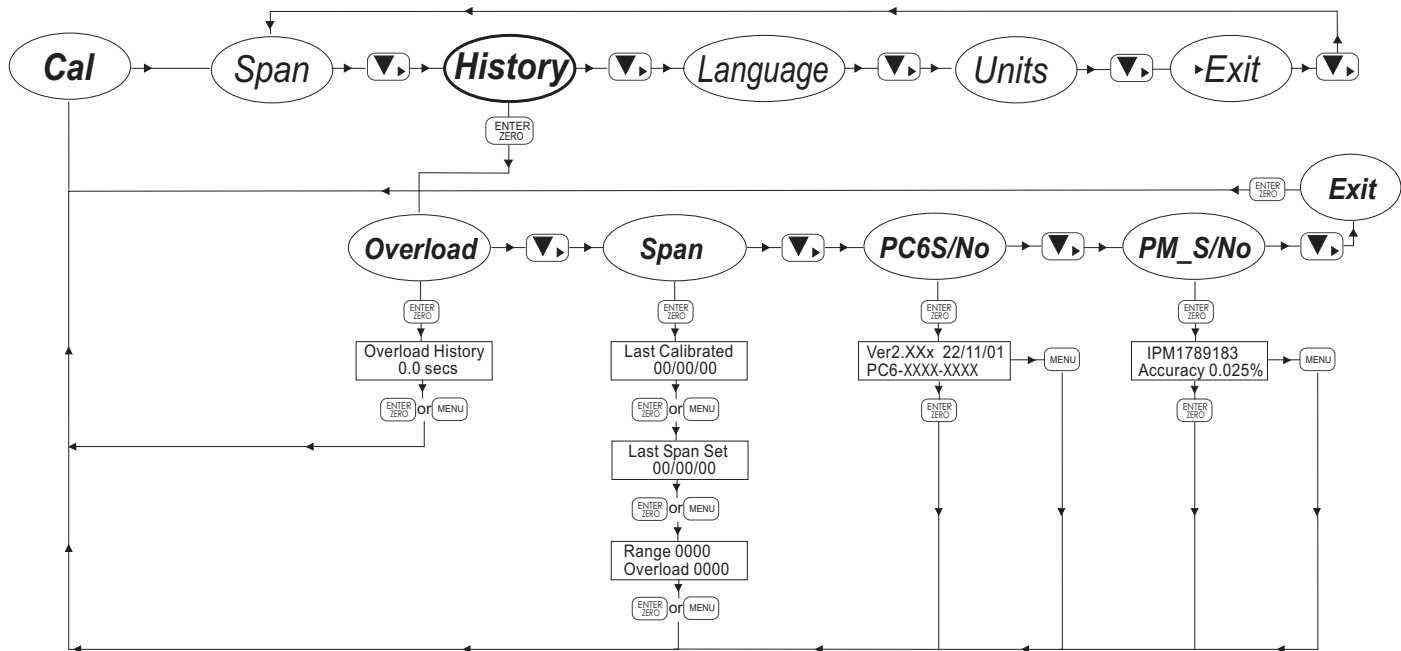 Cal
Span
History
Language
Units
▸Exit
ENTER
ZERO
ENTER
ZERO
Exit
Overload
Span
PC6S/No
PM_S/No
ENTER
ZERO
ENTER
ZERO
ENTER
ZERO
ENTER
ZERO
Overload History
0.0 secs
Last Calibrated
00/00/00
Ver2.XXx 22/11/01
PC6-XXXX-XXXX
MENU
IPM1789183
Accuracy 0.025%
MENU
ENTER
ZERO
or
MENU
ENTER
ZERO
or
MENU
ENTER
ZERO
ENTER
ZERO
Last Span Set
00/00/00
ENTER
ZERO
or
MENU
Range 0000
Overload 0000
ENTER
ZERO
or
MENU